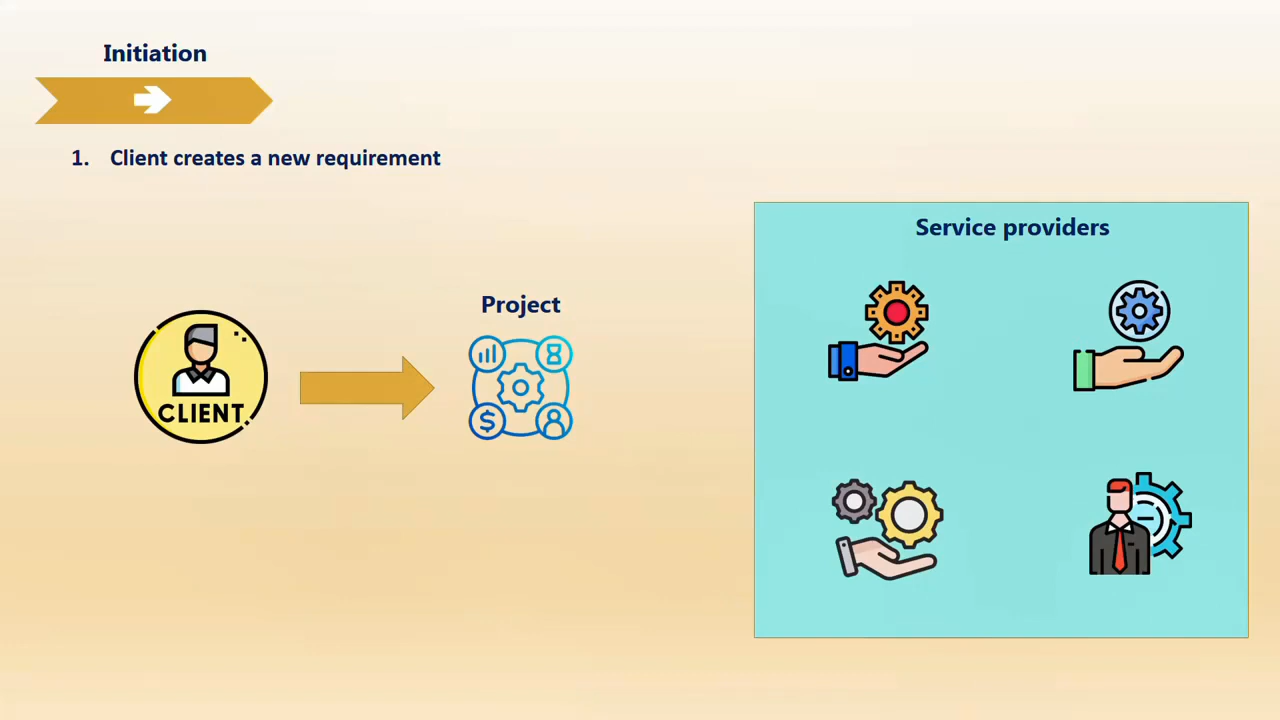 Initiation
1. Client creates a new requirement
Service providers
Project
CLIENT
$